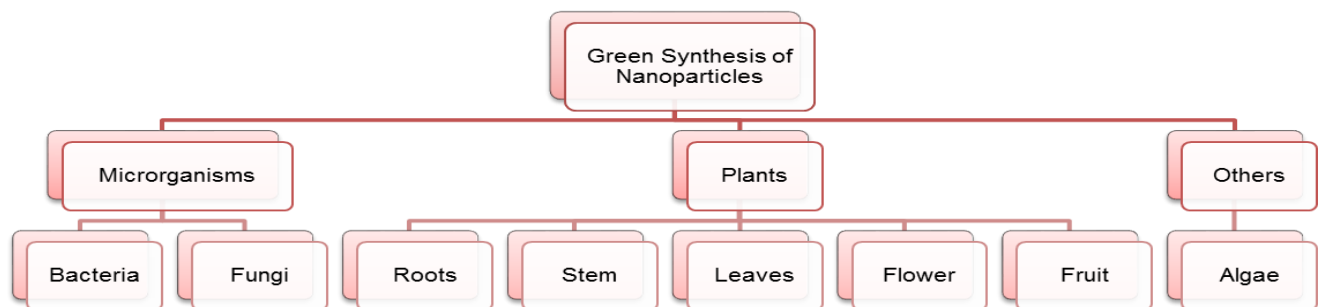 Green Synthesis of
Nanoparticles
Microrganisms
Plants
Others
Bacteria
Fungi
Roots
Stem
Leaves
Flower
Fruit
Algae